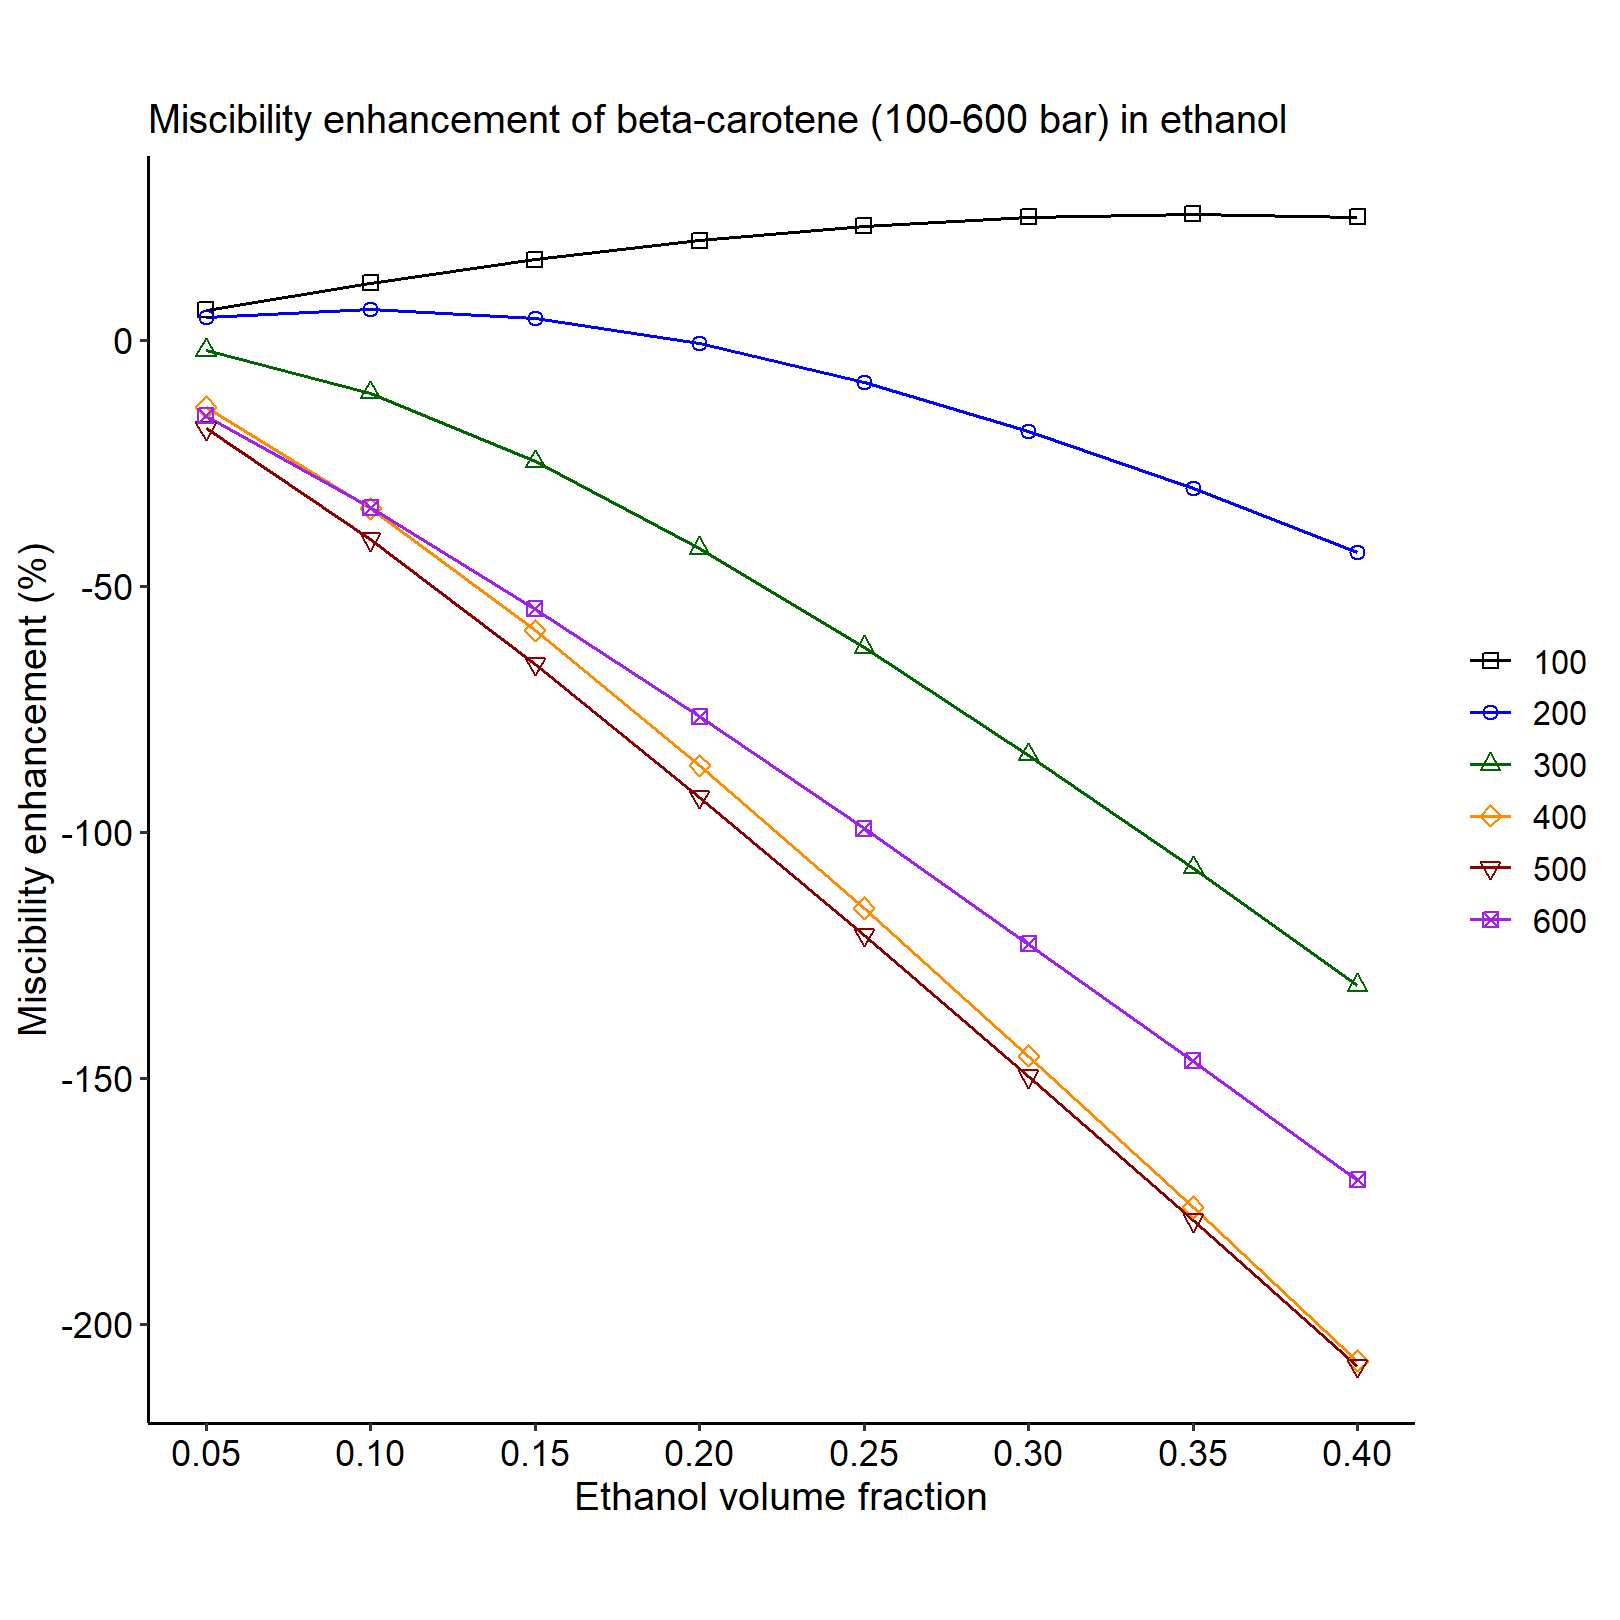 Miscibility enhancement of beta-carotene (100-600 bar) in ethanol
Miscibility enhancement (%)
0
-50
-100
-150
-200
0.05 0.10 0.15 0.20 0.25 0.30 0.35 0.40
Ethanol volume fraction
100
200
300
400
500
600